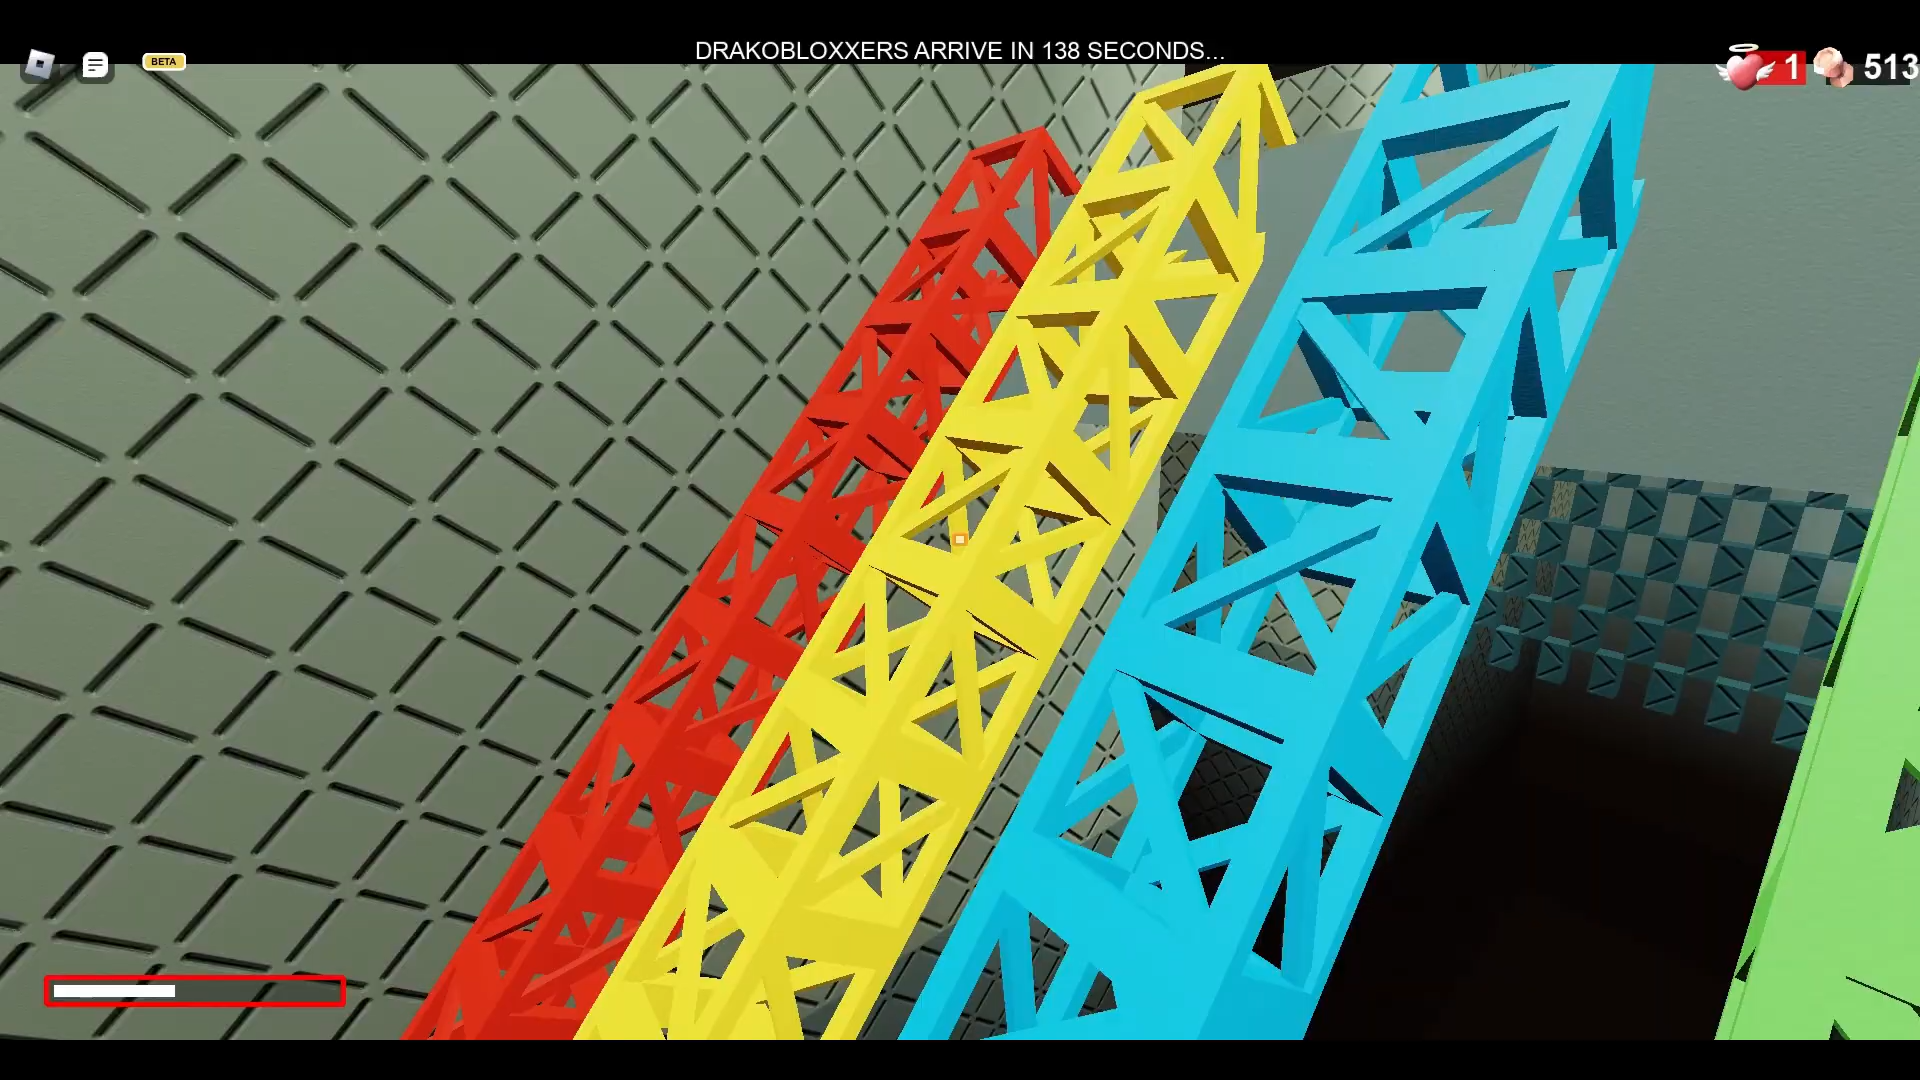 DRAKOBLOXXERS ARRIVE IN 138 SECONDS...
BETA
1
513